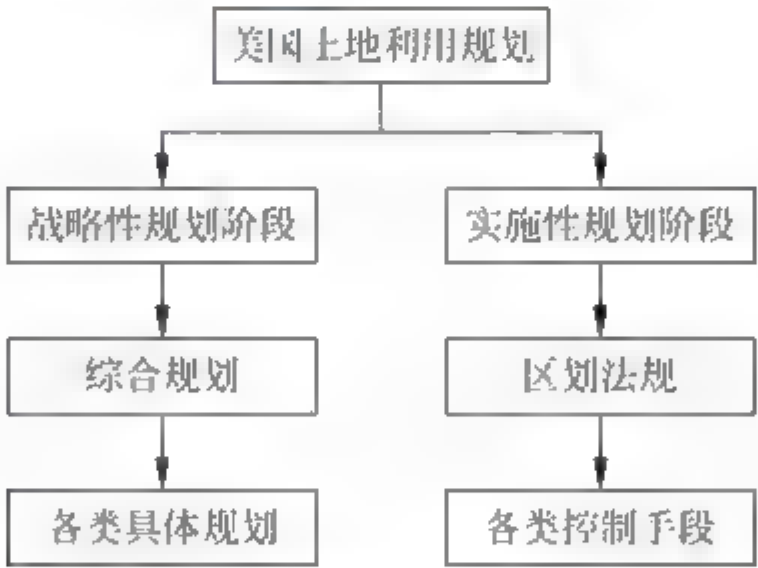 美国土地利用规划
战略性规划阶段
实施性规划阶段
综合规划
区划法规
各类具体规划
各类控制手段